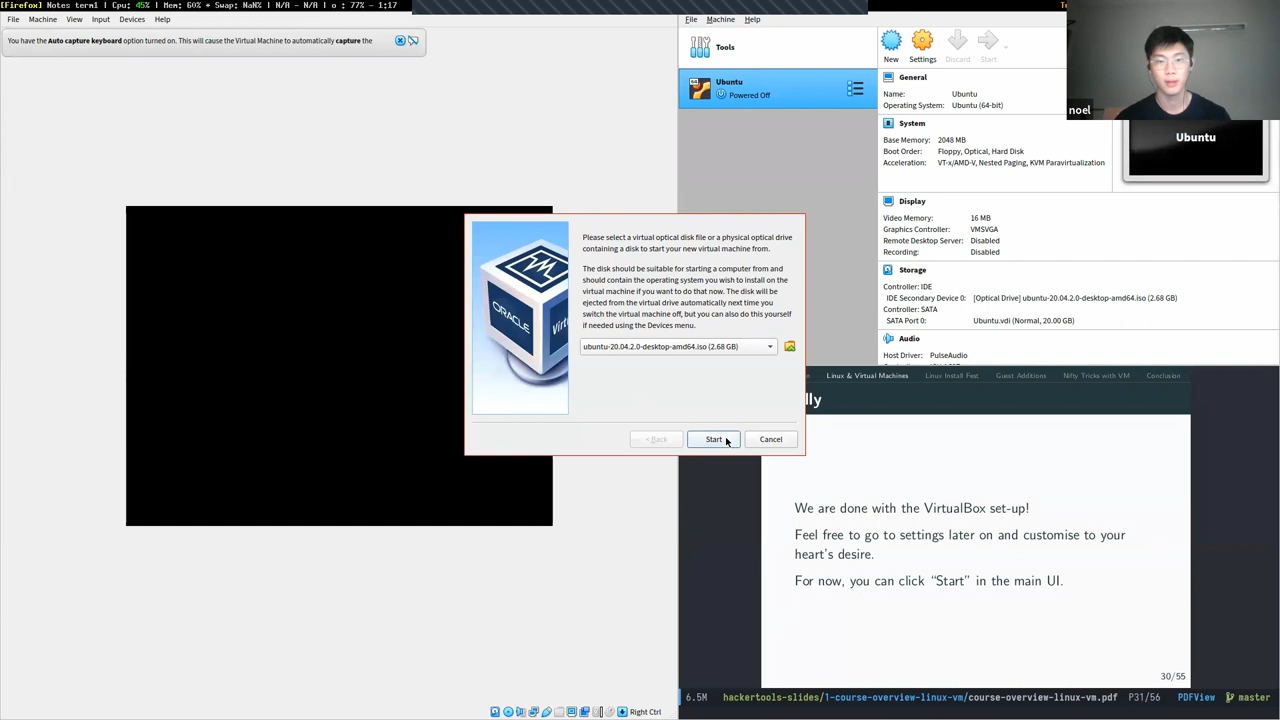 [Firefox] Notes term1 | Cpu: 45% | Mem: 60% * Swap: NaN% | N/A - N/A | o : 77% - 1:17
File Machine View Input Devices Help
You have the Auto capture keyboard option turned on. This will cause the Virtual Machine to automatically capture the
File Machine Help
Tools
Ubuntu
Powered Off
New Settings Discard Start
General
Name: Ubuntu
Operating System: Ubuntu (64-bit)
System
Base Memory: 2048 MB
Boot Order: Floppy, Optical, Hard Disk
Acceleration: VT-x/AMD-V, Nested Paging, KVM Paravirtualization
noel
Ubuntu
Display
Video Memory: 16 MB
Graphics Controller: VMSVGA
Remote Desktop Server: Disabled
Recording: Disabled
Storage
Controller: IDE
IDE Secondary Device 0: [Optical Drive] ubuntu-20.04.2.0-desktop-amd64.iso (2.68 GB)
Controller: SATA
SATA Port 0: Ubuntu.vdi (Normal, 20.00 GB)
Audio
Host Driver: PulseAudio
Please select a virtual optical disk file or a physical optical drive
containing a disk to start your new virtual machine from.
The disk should be suitable for starting a computer from and
should contain the operating system you wish to install on the
virtual machine if you want to do that now. The disk will be
ejected from the virtual drive automatically next time you
switch the virtual machine off, but you can also do this yourself
if needed using the Devices menu.
ubuntu-20.04.2.0-desktop-amd64.iso (2.68 GB)
ORACLE
< Back Start Cancel
Linux & Virtual Machines Linux Install Fest Guest Additions Nifty Tricks with VM Conclusion
lly
We are done with the VirtualBox set-up!
Feel free to go to settings later on and customise to your
heart's desire.
For now, you can click “Start” in the main UI.
30/55
6.5M hackertools-slides/1-course-overview-linux-vm/course-overview-linux-vm.pdf P31/56 PDFView master
Right Ctrl